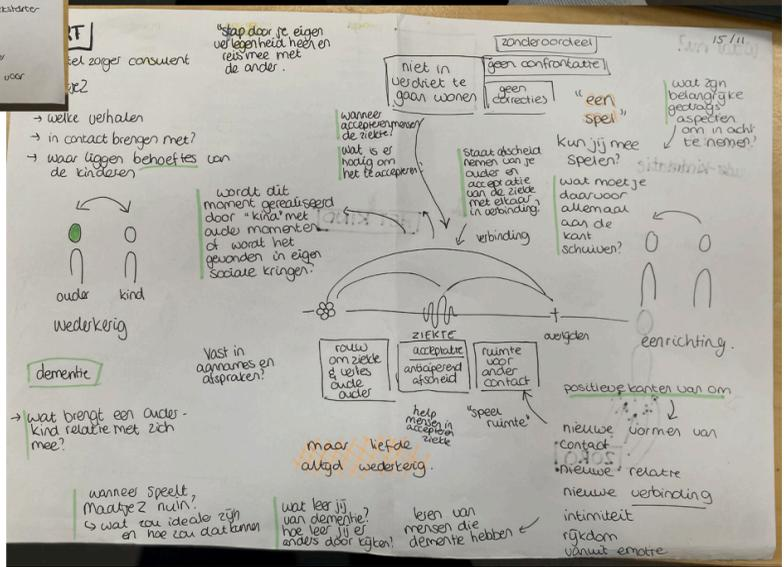 RT
zorger consulent
→ welke verhalen
→ in contact brengen met?
→ waar liggen behoeftes van
de kinderen
ouder
kind
wederkerig
dementie
→ wat brengt een ouder-
kind relatie met zich
mee?
wanneer speelt
Maatje2 ruin?
↳ wat zou ideale zijn
en hoe zou dat kunnen
"stap door je eigen
verlegenheid heen en
reis mee met
de ander.
wordt dit
moment gerealiseerd
door "kind" met
oude momenten
of wordt het
gevonden in eigen
sociale kringen?
Vast in
aannames en
afspraken?
wanneer
accepteren mensen
de ziekte?
wat is er
nodig om
het te accepteren?
niet in
verdriet te
gaan wonen
zonder oordeel
geen confrontatie
geen
correcties
staat afscheid
nemen van je
ouder en
acceptatie
van de ziekte
met elkaar
in verbinding?
verbinding
ZIEKTE
overlijden
rouw
om ziekte
& verlies
oude
ouder
acceptatie
anticiperend
afscheid
ruimte
voor
ander
contact
help
mensen in
accepteren
ziekte
"speel
ruimte"
maar liefde
altijd wederkerig.
wat leer jij
van dementie?
hoe leer jij er
anders door kijken?
leren van
mensen die
dementie hebben
15/11
"een
spel"
kun jij mee
spelen?
wat moet je
daarvoor
allemaal
aan de
kant
schuiven?
wat zijn
belangrijke
gedrags
aspecten
om in acht
te nemen?
eenrichting.
positieve kanten van om
nieuwe vormen van
contact
nieuwe relatie
nieuwe verbinding
intimiteit
rijkdom
vanuit emotie